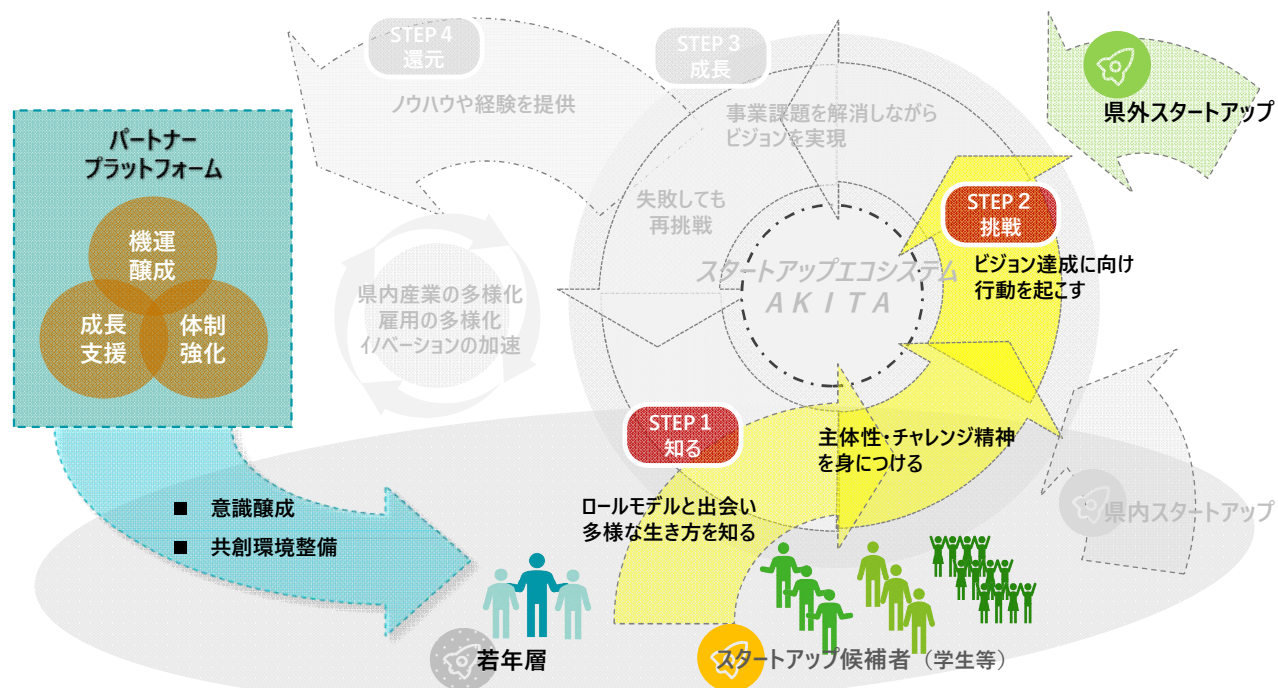 STEP 4
還元
ノウハウや経験を提供
STEP 3
成長
事業課題を解消しながら
ビジョンを実現
県外スタートアップ
パートナー
プラットフォーム
機運
醸成
成長
支援
体制
強化
失敗しても
再挑戦
STEP 2
挑戦
ビジョン達成に向け
行動を起こす
スタートアップエコシステム
AKITA
県内産業の多様化
雇用の多様化
イノベーションの加速
STEP 1
知る
主体性・チャレンジ精神
を身につける
ロールモデルと出会い
多様な生き方を知る
■ 意識醸成
■ 共創環境整備
県内スタートアップ
若年層
スタートアップ候補者（学生等）